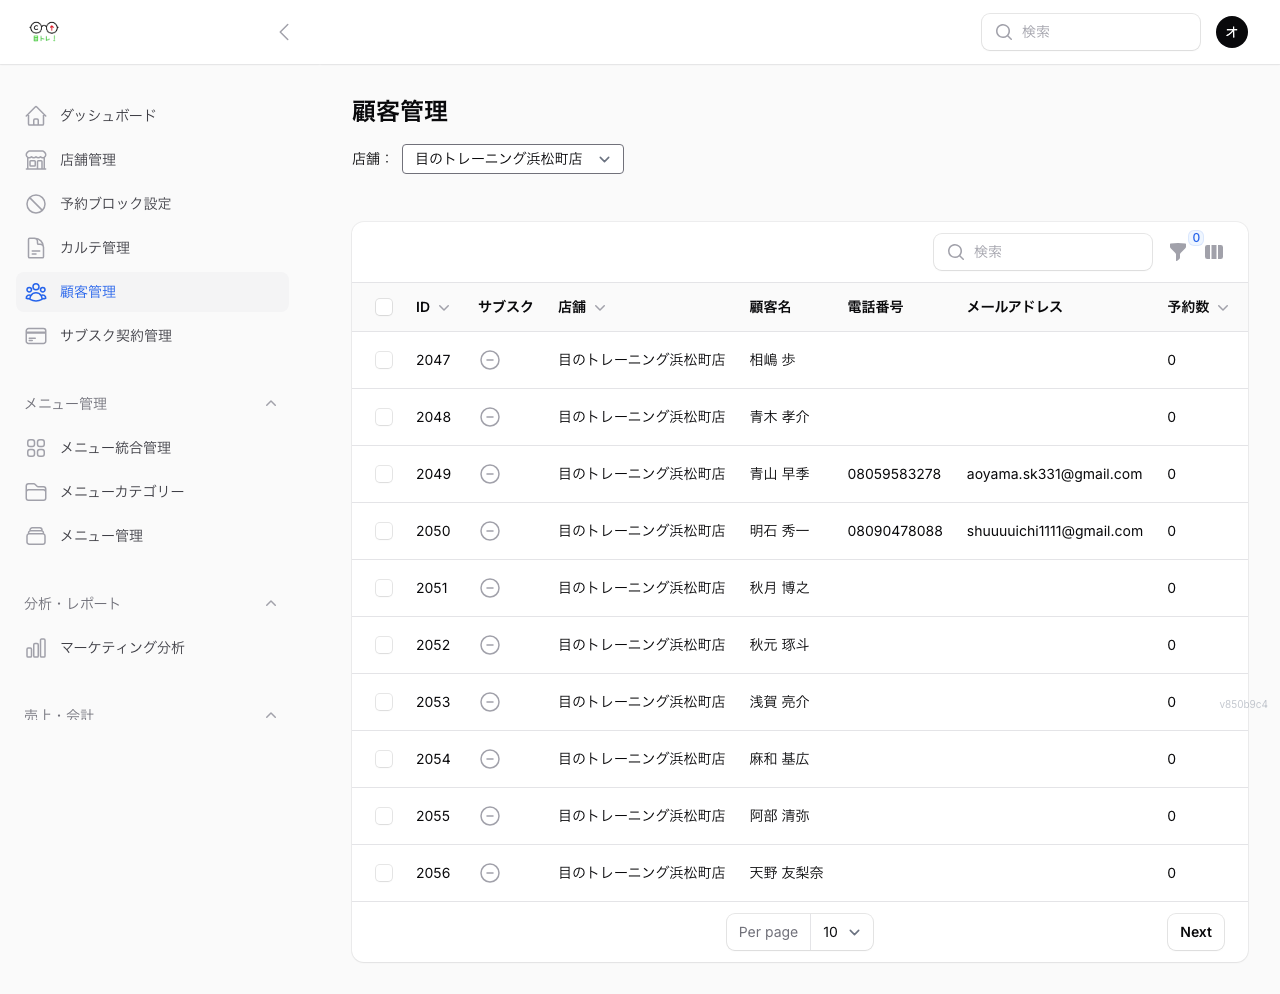 目トレ!
検索
オ
ダッシュボード
店舗管理
予約ブロック設定
カルテ管理
顧客管理
サブスク契約管理
メニュー管理
メニュー統合管理
メニューカテゴリー
メニュー管理
分析・レポート
マーケティング分析
売上・会計
顧客管理
店舗： 目のトレーニング浜松町店
検索
0
ID サブスク 店舗 顧客名 電話番号 メールアドレス 予約数
2047 目のトレーニング浜松町店 相嶋 歩 0
2048 目のトレーニング浜松町店 青木 孝介 0
2049 目のトレーニング浜松町店 青山 早季 08059583278 aoyama.sk331@gmail.com 0
2050 目のトレーニング浜松町店 明石 秀一 08090478088 shuuuuichi1111@gmail.com 0
2051 目のトレーニング浜松町店 秋月 博之 0
2052 目のトレーニング浜松町店 秋元 琢斗 0
2053 目のトレーニング浜松町店 浅賀 亮介 0
v850b9c4
2054 目のトレーニング浜松町店 麻和 基広 0
2055 目のトレーニング浜松町店 阿部 清弥 0
2056 目のトレーニング浜松町店 天野 友梨奈 0
Per page 10
Next